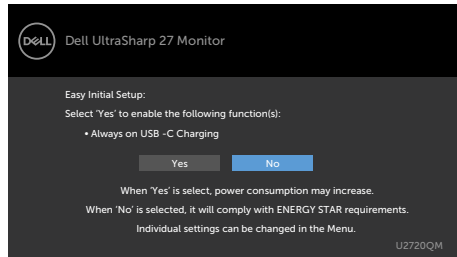 DELL
Dell UltraSharp 27 Monitor
Easy Initial Setup:
Select 'Yes' to enable the following function(s):
• Always on USB -C Charging
Yes No
When 'Yes' is select, power consumption may increase.
When 'No' is selected, it will comply with ENERGY STAR requirements.
Individual settings can be changed in the Menu.
U2720QM